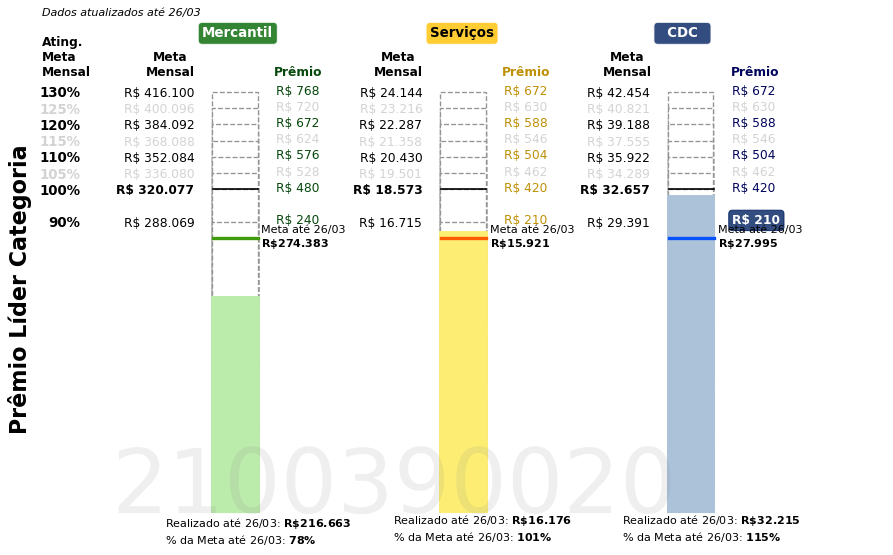 Dados atualizados até 26/03
Mercantil Serviços CDC
Ating.
Meta
Mensal
Meta
Mensal
Prêmio
Meta
Mensal
Prêmio
Meta
Mensal
Prêmio
130% R$ 416.100 R$ 768 R$ 24.144 R$ 672 R$ 42.454 R$ 672
125% R$ 400.096 R$ 720 R$ 23.216 R$ 630 R$ 40.821 R$ 630
120% R$ 384.092 R$ 672 R$ 22.287 R$ 588 R$ 39.188 R$ 588
115% R$ 368.088 R$ 624 R$ 21.358 R$ 546 R$ 37.555 R$ 546
110% R$ 352.084 R$ 576 R$ 20.430 R$ 504 R$ 35.922 R$ 504
105% R$ 336.080 R$ 528 R$ 19.501 R$ 462 R$ 34.289 R$ 462
100% R$ 320.077 R$ 480 R$ 18.573 R$ 420 R$ 32.657 R$ 420
90% R$ 288.069 R$ 240 R$ 16.715 R$ 210 R$ 29.391 R$ 210
Meta até 26/03
R$274.383
Meta até 26/03
R$15.921
Meta até 26/03
R$27.995
Prêmio Líder Categoria
2100390020
Realizado até 26/03: R$216.663
% da Meta até 26/03: 78%
Realizado até 26/03: R$16.176
% da Meta até 26/03: 101%
Realizado até 26/03: R$32.215
% da Meta até 26/03: 115%